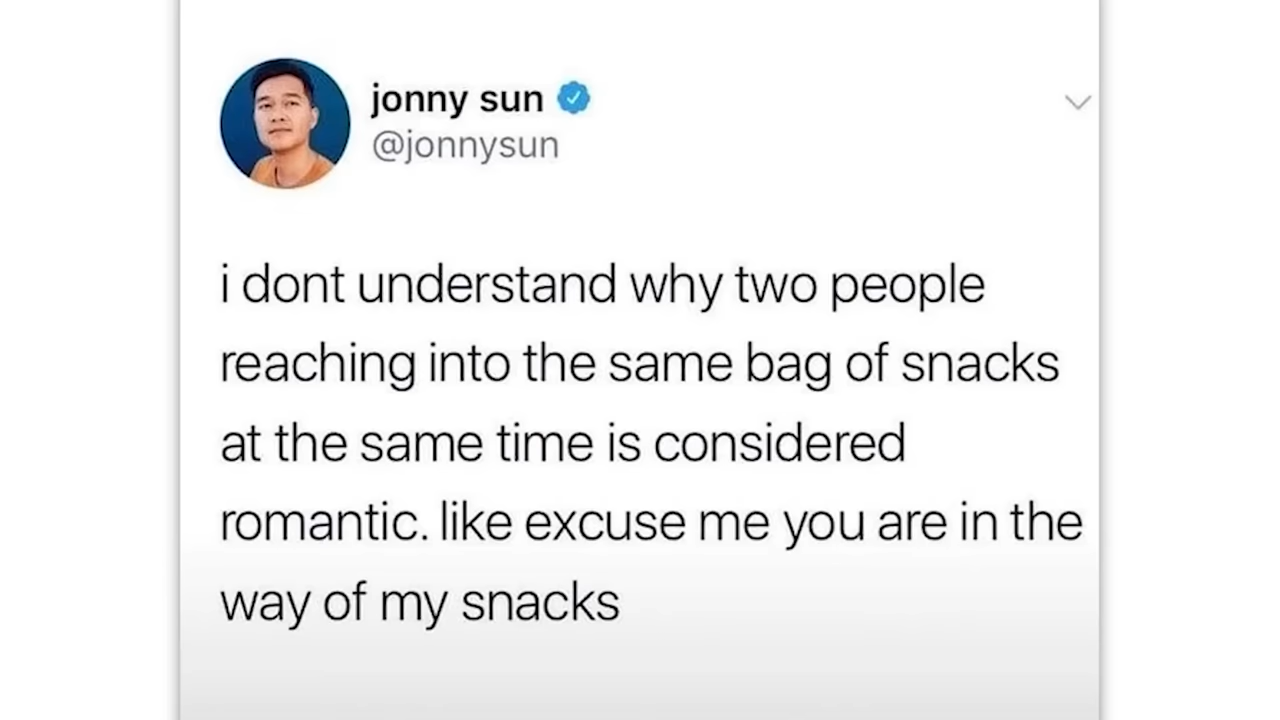 jonny sun
@jonnysun
i dont understand why two people
reaching into the same bag of snacks
at the same time is considered
romantic. like excuse me you are in the
way of my snacks